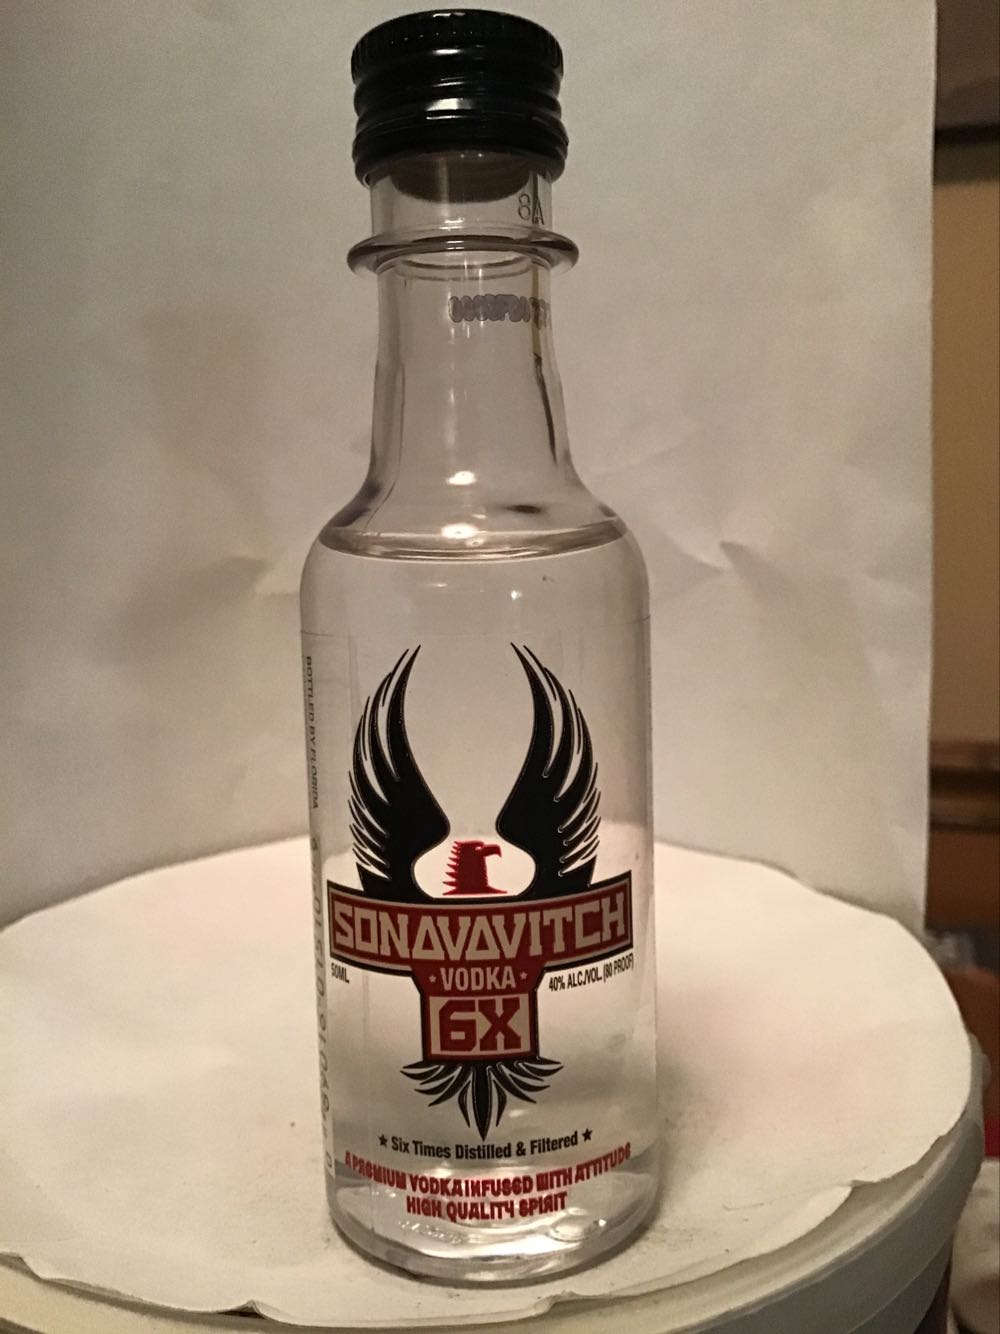 8A
SONAVAVITCH
50ML
★ VODKA ★
40% ALC./VOL. (80 PROOF)
6X
★ Six Times Distilled & Filtered ★
A PREMIUM VODKA INFUSED WITH ATTITUDE
HIGH QUALITY SPIRIT
BOTTLED BY FLORIDA